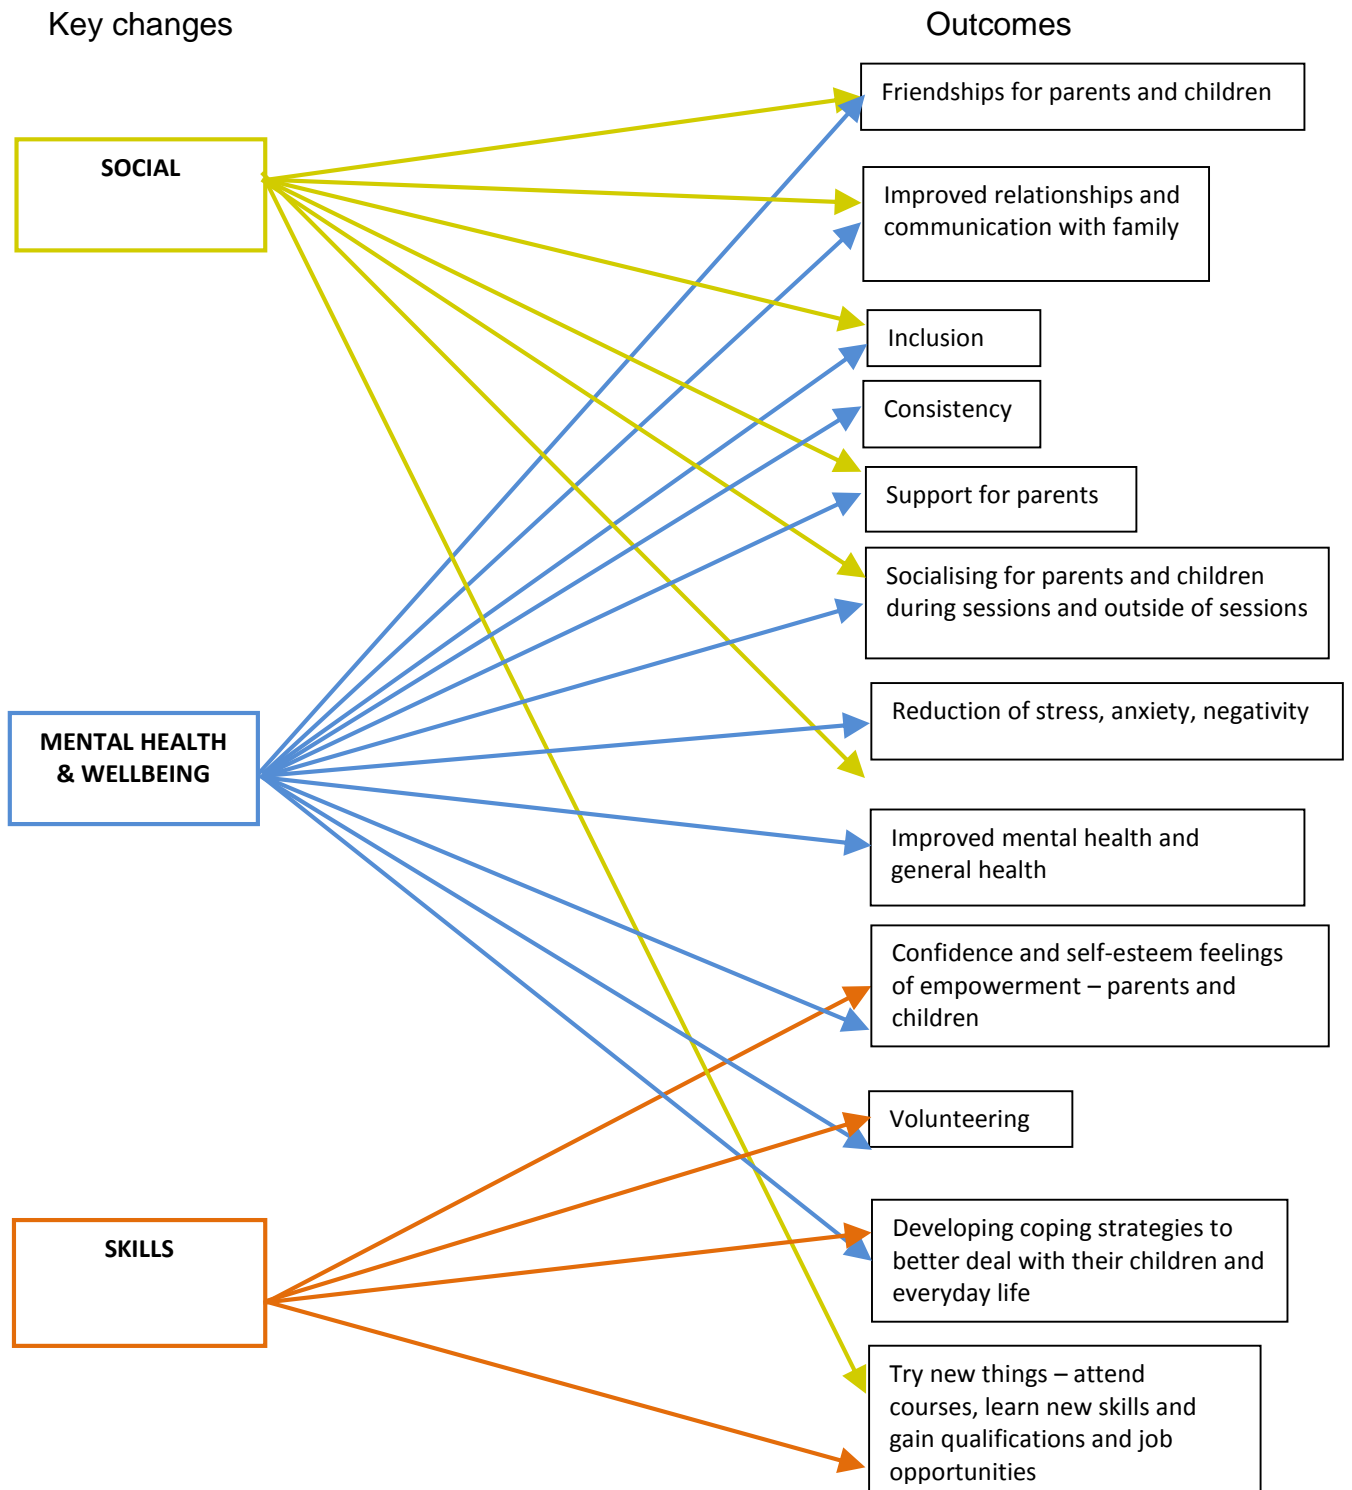 Key changes
Outcomes
Friendships for parents and children
SOCIAL
Improved relationships and
communication with family
Inclusion
Consistency
Support for parents
Socialising for parents and children
during sessions and outside of sessions
Reduction of stress, anxiety, negativity
MENTAL HEALTH
& WELLBEING
Improved mental health and
general health
Confidence and self-esteem feelings
of empowerment – parents and
children
Volunteering
SKILLS
Developing coping strategies to
better deal with their children and
everyday life
Try new things – attend
courses, learn new skills and
gain qualifications and job
opportunities